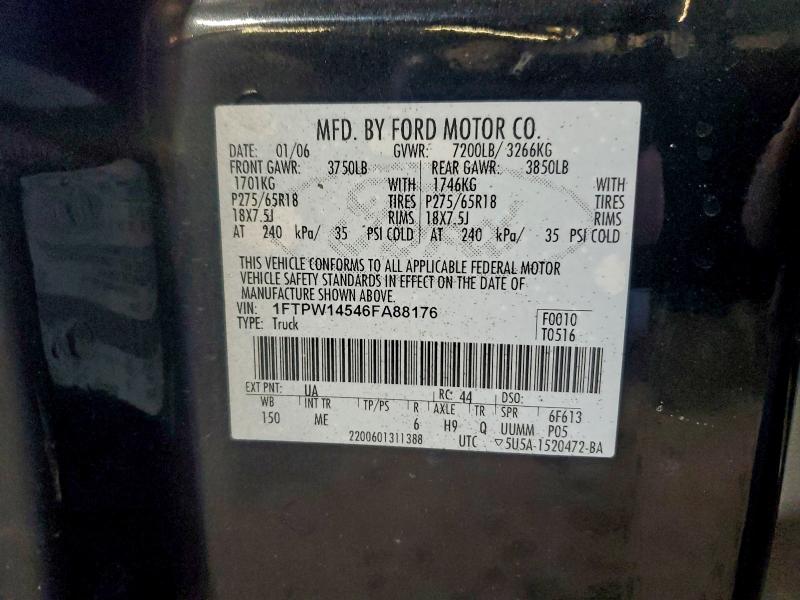 MFD. BY FORD MOTOR CO.
DATE: 01/06 GVWR: 7200LB/ 3266KG
FRONT GAWR: 3750LB REAR GAWR: 3850LB
1701KG WITH 1746KG WITH
P275/65R18 TIRES P275/65R18 TIRES
18X7.5J RIMS 18X7.5J RIMS
AT 240 kPa/ 35 PSI COLD AT 240 kPa/ 35 PSI COLD
THIS VEHICLE CONFORMS TO ALL APPLICABLE FEDERAL MOTOR
VEHICLE SAFETY STANDARDS IN EFFECT ON THE DATE OF
MANUFACTURE SHOWN ABOVE.
VIN: 1FTPW14546FA88176 F0010
TYPE: Truck T0516
EXT PNT: UA RC: 44 DSO:
WB INT TR TP/PS R AXLE TR SPR 6F613
150 ME 6 H9 Q UUMM P05
2200601311388 UTC ▽5U5A-1520472-BA